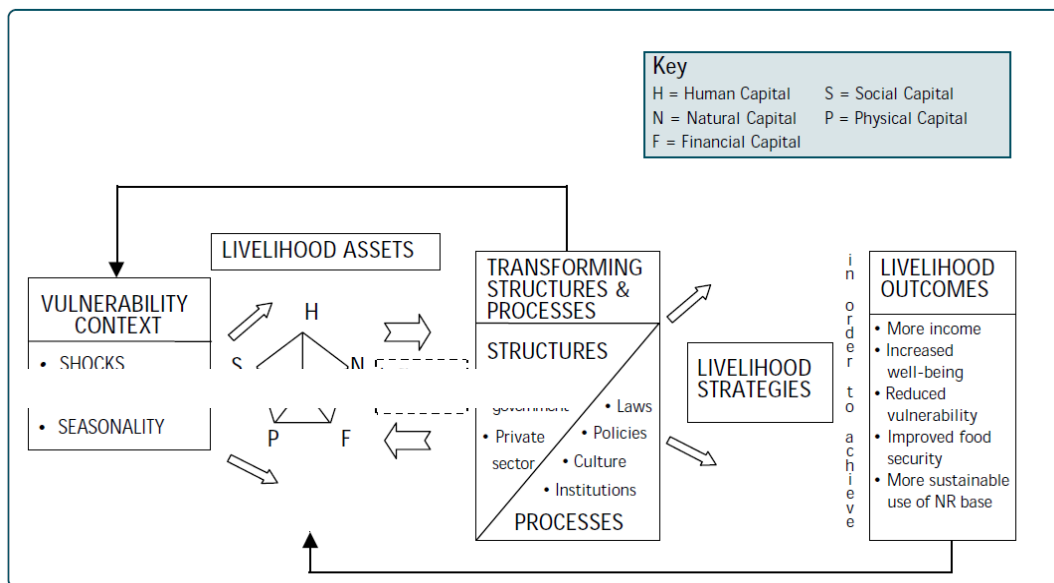 Key
H = Human Capital
S = Social Capital
N = Natural Capital
P = Physical Capital
F = Financial Capital
LIVELIHOOD ASSETS
VULNERABILITY
CONTEXT
• SHOCKS
• SEASONALITY
H
S
N
P
F
TRANSFORMING
STRUCTURES &
PROCESSES
STRUCTURES
government
• Private
sector
• Laws
• Policies
• Culture
• Institutions
PROCESSES
LIVELIHOOD
STRATEGIES
in order to achieve
LIVELIHOOD
OUTCOMES
• More income
• Increased
well-being
• Reduced
vulnerability
• Improved food
security
• More sustainable
use of NR base